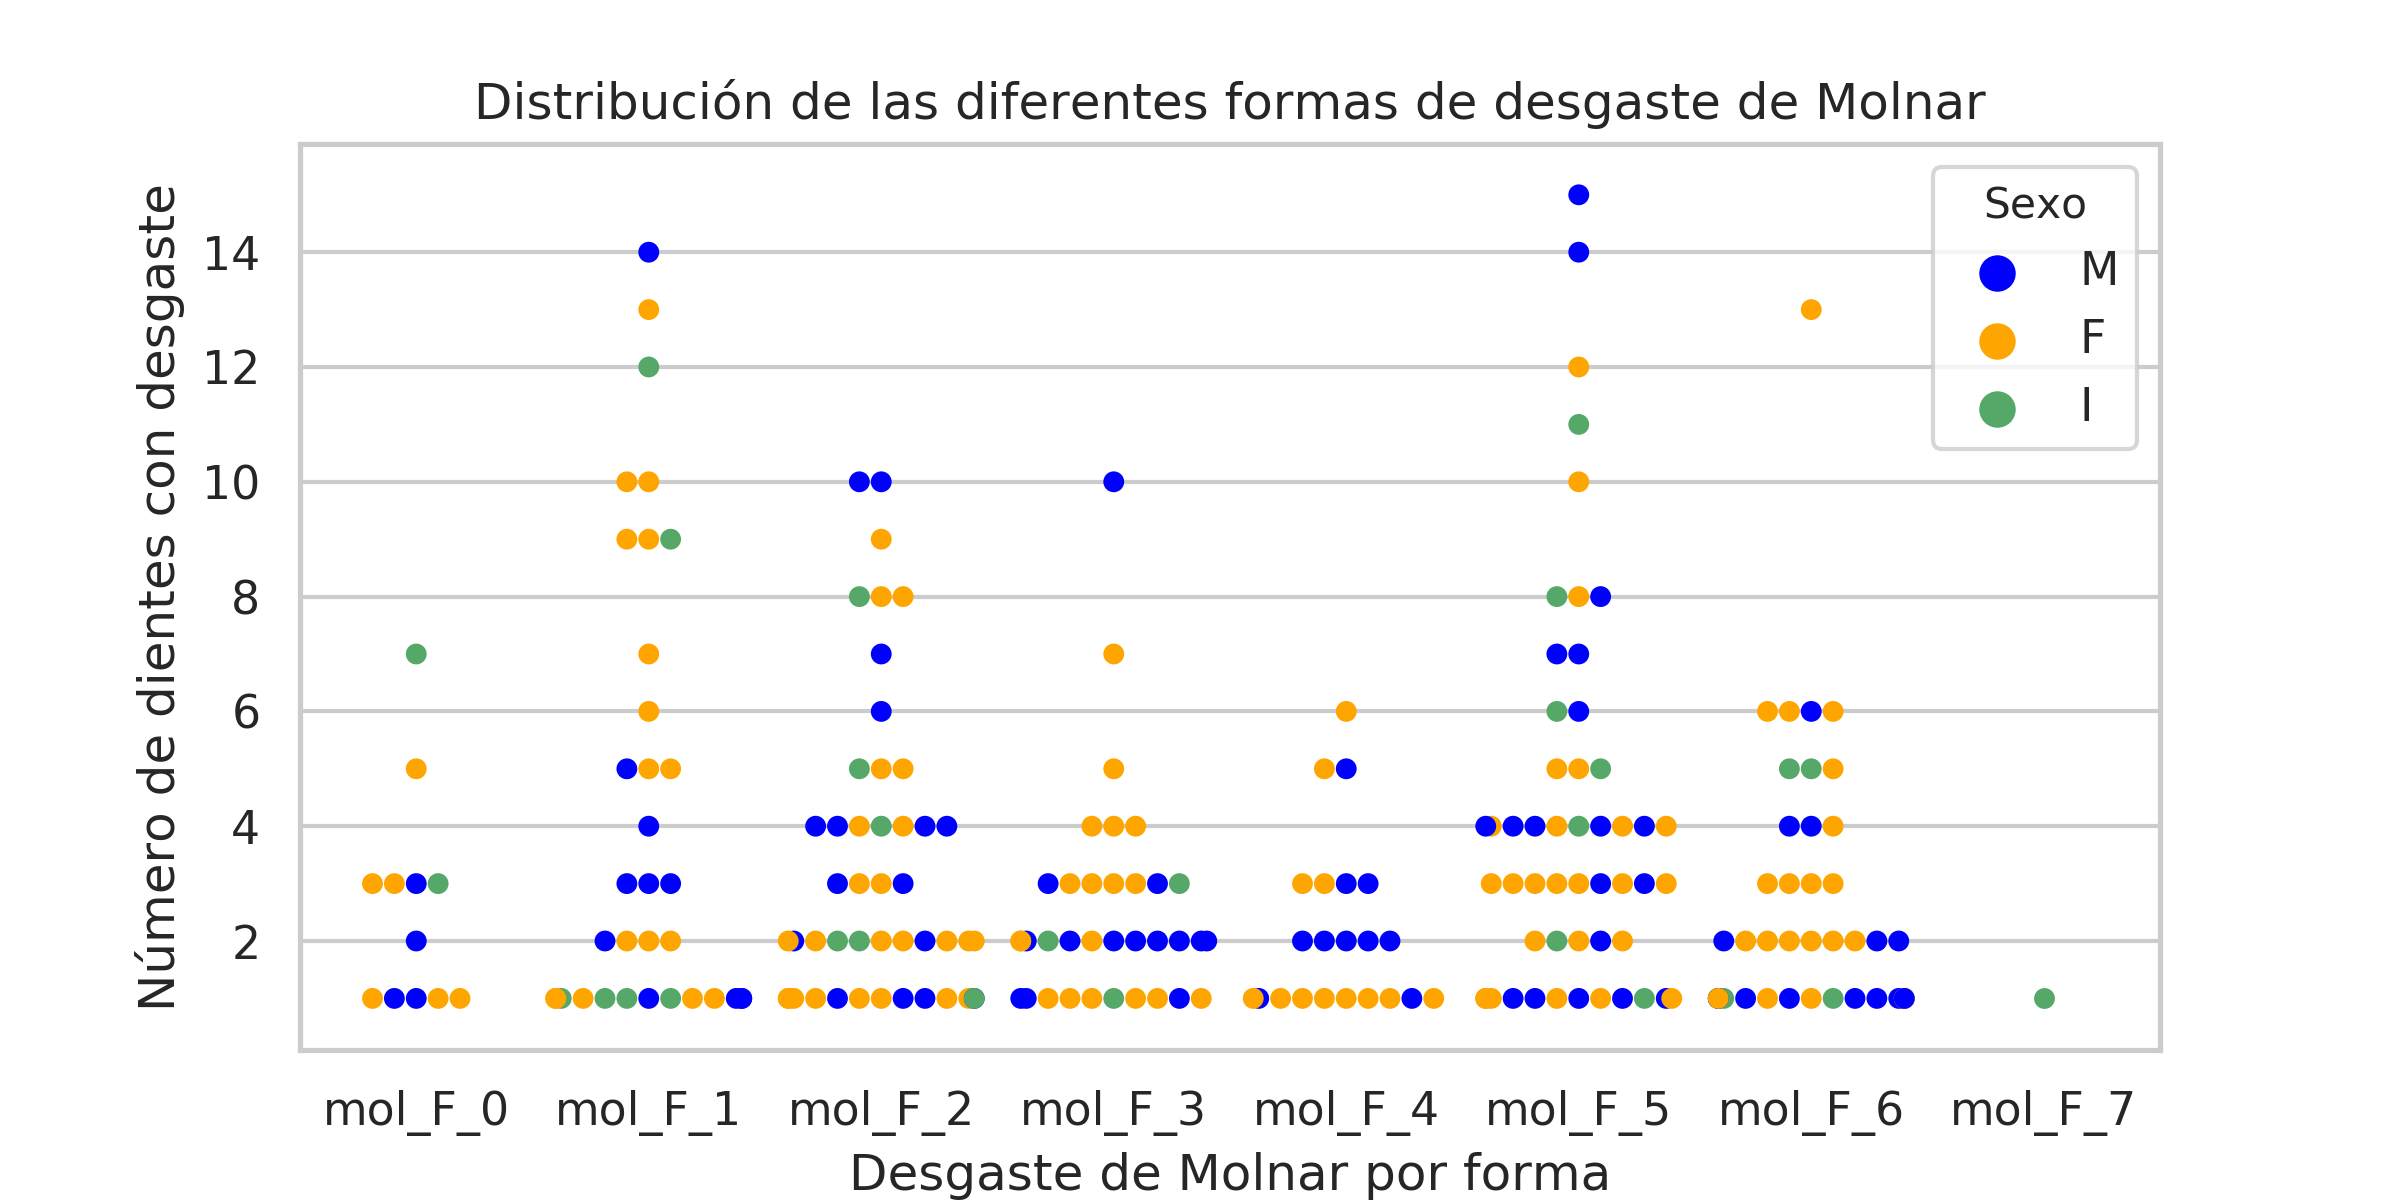 Distribución de las diferentes formas de desgaste de Molnar
Número de dientes con desgaste
14
12
10
8
6
4
2
Sexo
M
F
I
mol_F_0 mol_F_1 mol_F_2 mol_F_3 mol_F_4 mol_F_5 mol_F_6 mol_F_7
Desgaste de Molnar por forma